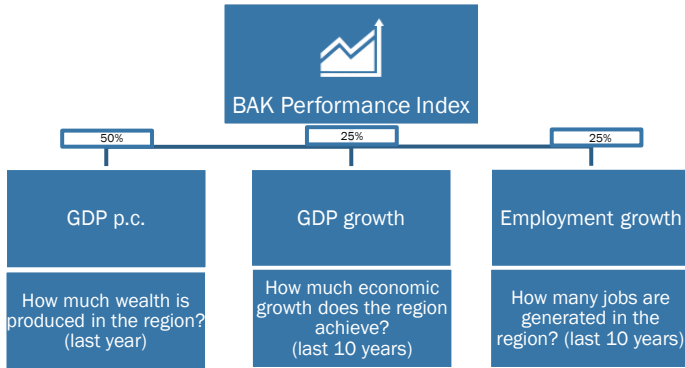 BAK Performance Index
50%
25%
25%
GDP p.c.
GDP growth
Employment growth
How much wealth is
produced in the region?
(last year)
How much economic
growth does the region
achieve?
(last 10 years)
How many jobs are
generated in the
region? (last 10 years)